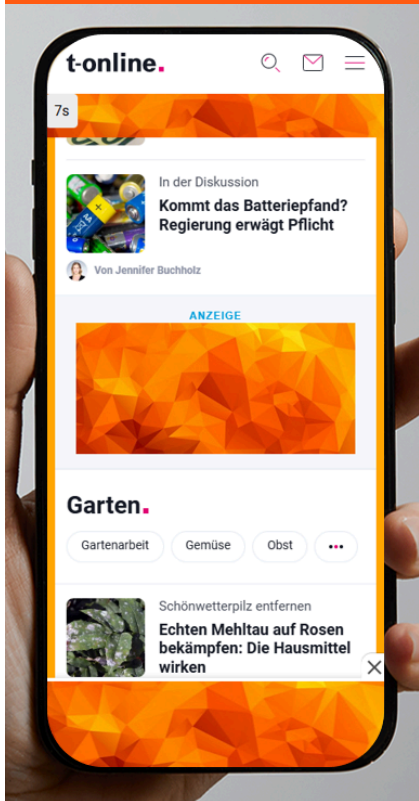 t-online.
7s
In der Diskussion
Kommt das Batteriepfand?
Regierung erwägt Pflicht
Von Jennifer Buchholz
ANZEIGE
Garten.
Gartenarbeit Gemüse Obst •••
Schönwetterpilz entfernen
Echten Mehltau auf Rosen
bekämpfen: Die Hausmittel
wirken